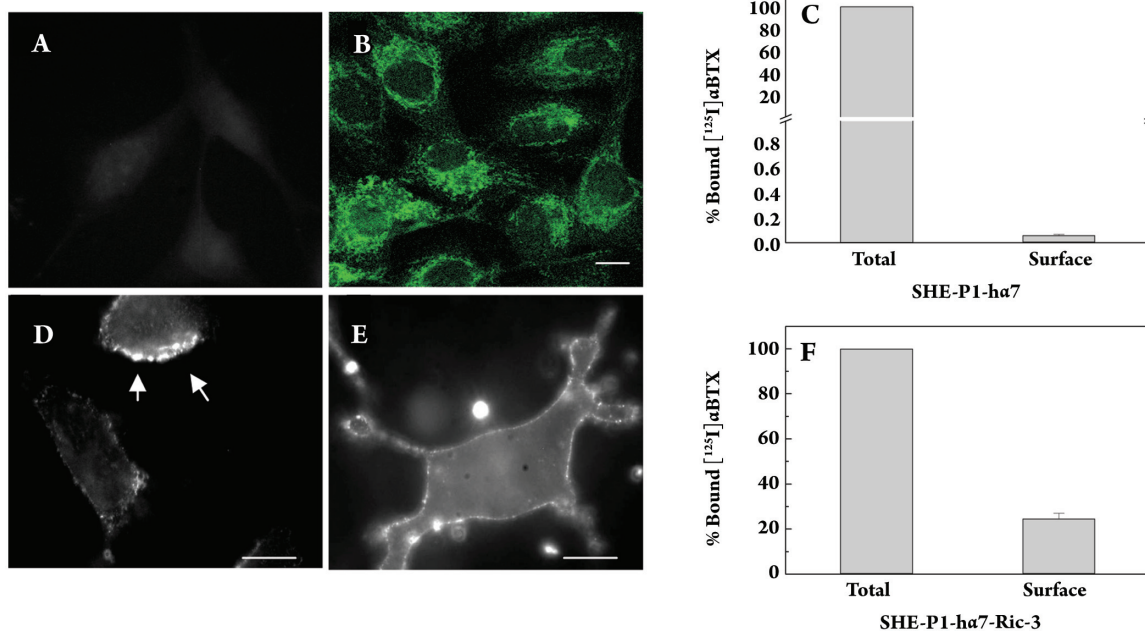 A
B
C
100
80
60
40
20
0.8
0.6
0.4
0.2
0.0
% Bound [¹²⁵I]αBTX
Total
Surface
SHE-P1-hα7
D
E
F
100
80
60
40
20
0
% Bound [¹²⁵I]αBTX
Total
Surface
SHE-P1-hα7-Ric-3